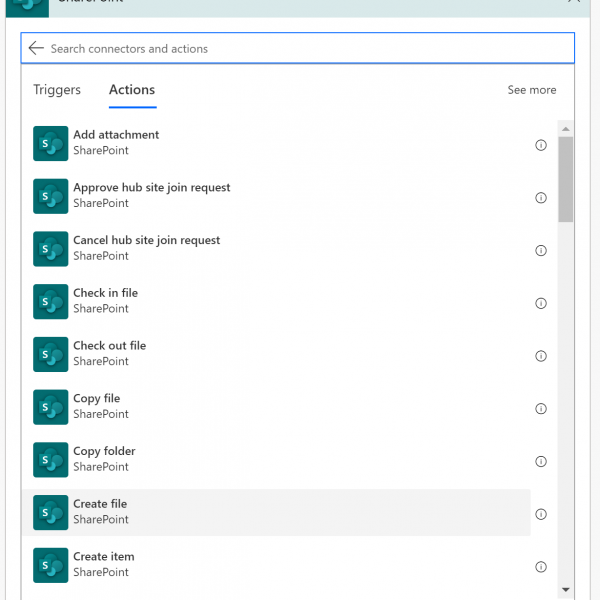 SharePoint
Search connectors and actions
Triggers Actions See more
Add attachment
SharePoint
Approve hub site join request
SharePoint
Cancel hub site join request
SharePoint
Check in file
SharePoint
Check out file
SharePoint
Copy file
SharePoint
Copy folder
SharePoint
Create file
SharePoint
Create item
SharePoint